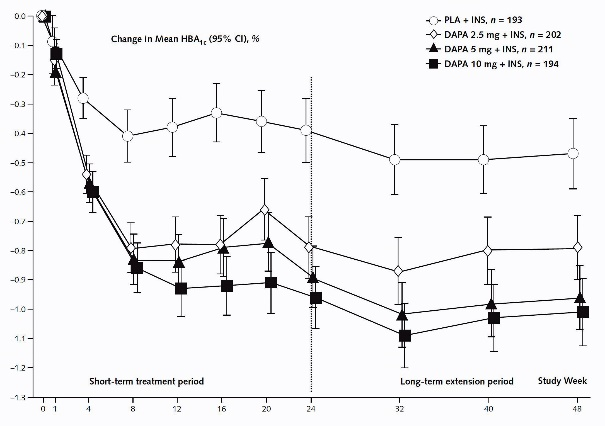 Change in Mean HBA1c (95% CI), %
PLA + INS, n = 193
DAPA 2.5 mg + INS, n = 202
DAPA 5 mg + INS, n = 211
DAPA 10 mg + INS, n = 194
0.0
−0.1
−0.2
−0.3
−0.4
−0.5
−0.6
−0.7
−0.8
−0.9
−1.0
−1.1
−1.2
−1.3
Short-term treatment period
Long-term extension period
Study Week
0 1 4 8 12 16 20 24 32 40 48